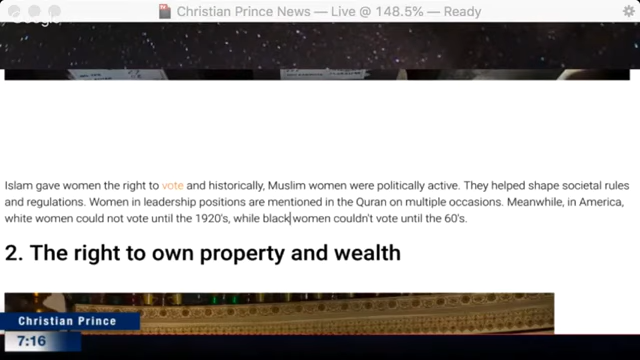 Christian Prince News — Live @ 148.5% — Ready
Islam gave women the right to vote and historically, Muslim women were politically active. They helped shape societal rules
and regulations. Women in leadership positions are mentioned in the Quran on multiple occasions. Meanwhile, in America,
white women could not vote until the 1920's, while black women couldn't vote until the 60's.
2. The right to own property and wealth
Christian Prince
7:16